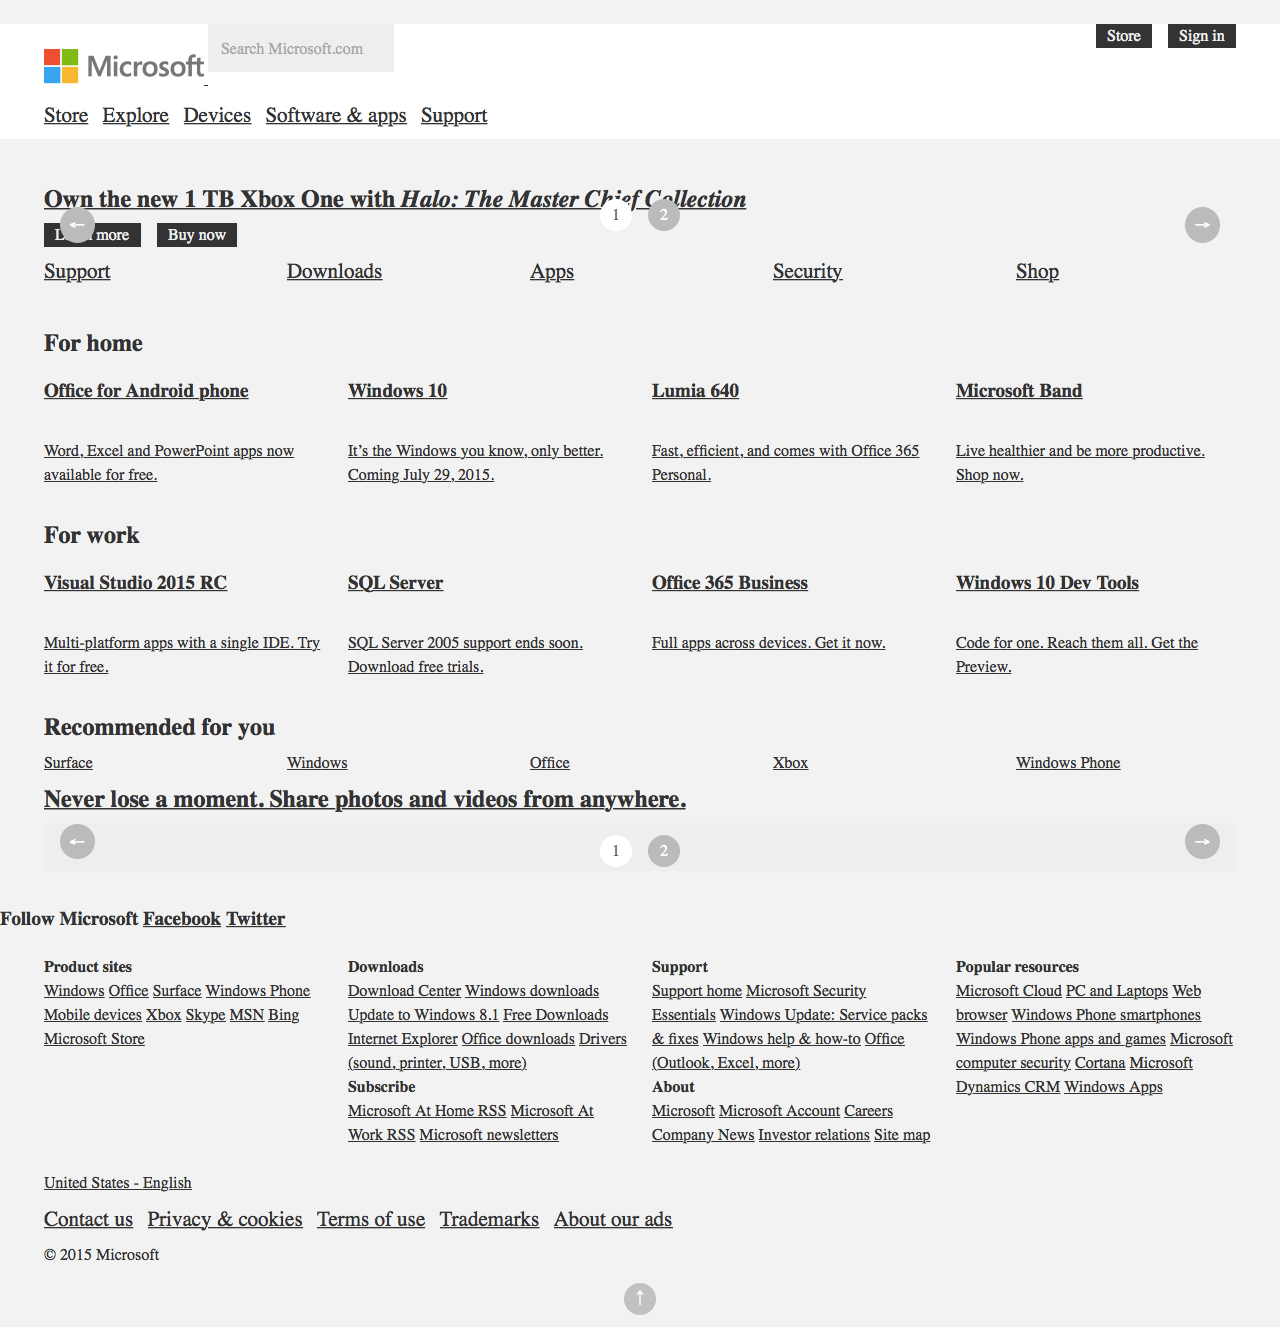 Microsoft
Search Microsoft.com
Store
Sign in
Store Explore Devices Software & apps Support
Own the new 1 TB Xbox One with Halo: The Master Chief Collection
←
1
2
→
more
Buy now
Support Downloads Apps Security Shop
For home
Office for Android phone
Word, Excel and PowerPoint apps now
available for free.
Windows 10
It’s the Windows you know, only better.
Coming July 29, 2015.
Lumia 640
Fast, efficient, and comes with Office 365
Personal.
Microsoft Band
Live healthier and be more productive.
Shop now.
For work
Visual Studio 2015 RC
Multi-platform apps with a single IDE. Try
it for free.
SQL Server
SQL Server 2005 support ends soon.
Download free trials.
Office 365 Business
Full apps across devices. Get it now.
Windows 10 Dev Tools
Code for one. Reach them all. Get the
Preview.
Recommended for you
Surface Windows Office Xbox Windows Phone
Never lose a moment. Share photos and videos from anywhere.
←
1
2
→
Follow Microsoft Facebook Twitter
Product sites
Windows Office Surface Windows Phone
Mobile devices Xbox Skype MSN Bing
Microsoft Store
Downloads
Download Center Windows downloads
Update to Windows 8.1 Free Downloads
Internet Explorer Office downloads Drivers
(sound, printer, USB, more)
Subscribe
Microsoft At Home RSS Microsoft At
Work RSS Microsoft newsletters
Support
Support home Microsoft Security
Essentials Windows Update: Service packs
& fixes Windows help & how-to Office
(Outlook, Excel, more)
About
Microsoft Microsoft Account Careers
Company News Investor relations Site map
Popular resources
Microsoft Cloud PC and Laptops Web
browser Windows Phone smartphones
Windows Phone apps and games Microsoft
computer security Cortana Microsoft
Dynamics CRM Windows Apps
United States - English
Contact us Privacy & cookies Terms of use Trademarks About our ads
© 2015 Microsoft
↑